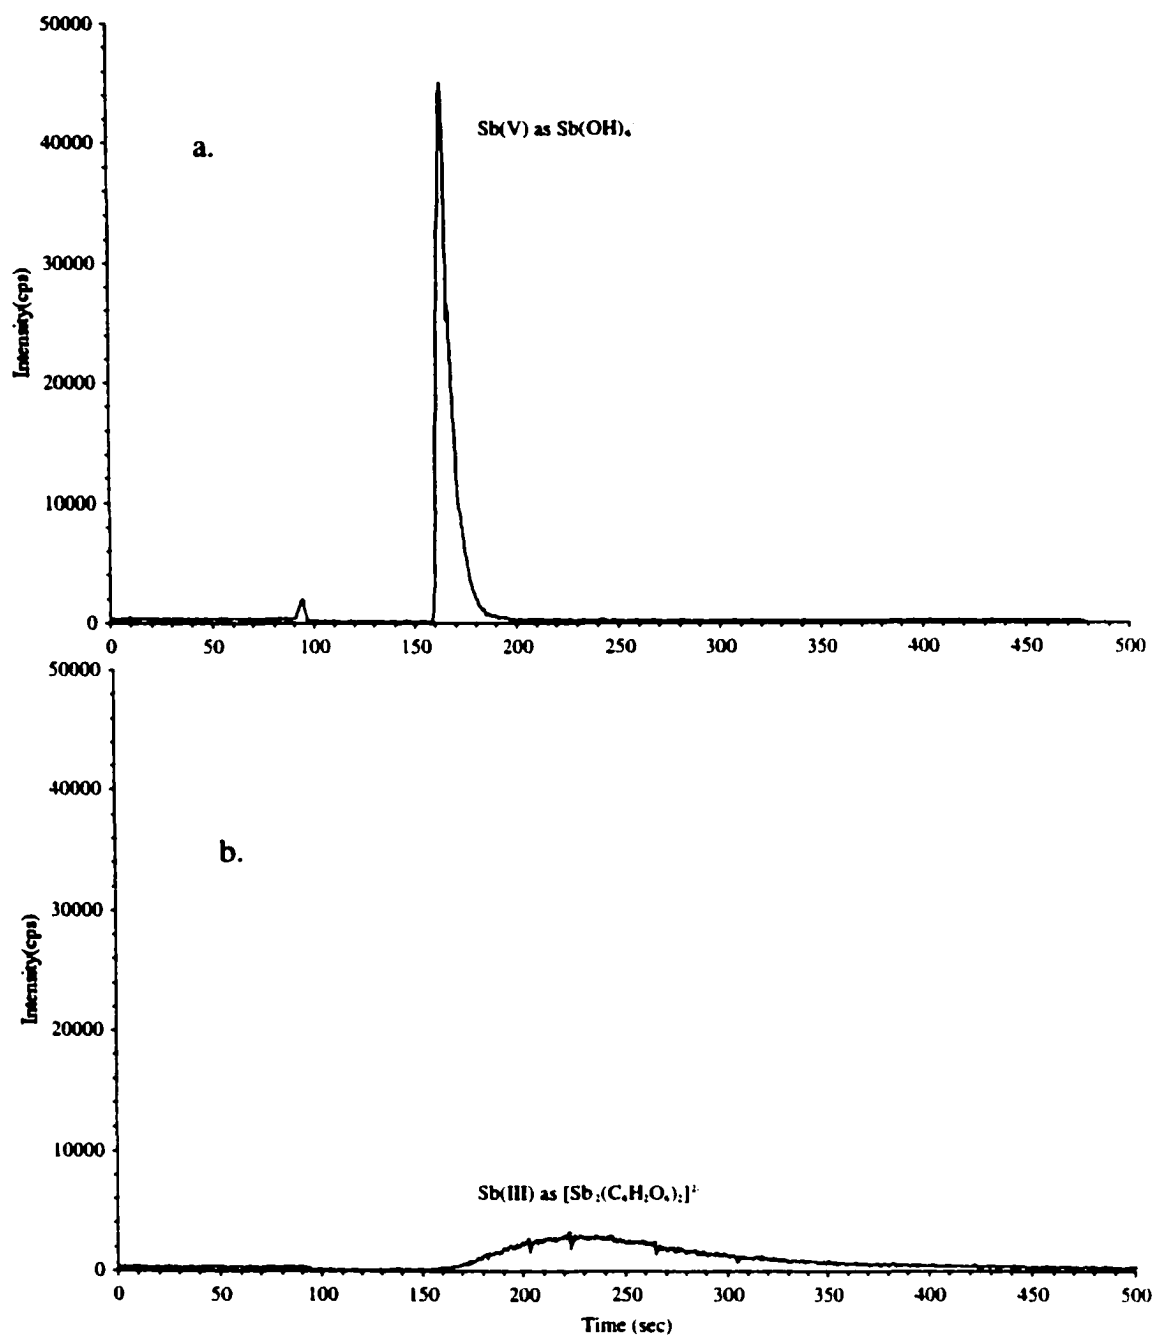 50000
40000
30000
20000
10000
0
Intensity(cps)
a.
Sb(V) as Sb(OH)₆
0 50 100 150 200 250 300 350 400 450 500
50000
40000
30000
20000
10000
0
Intensity(cps)
b.
Sb(III) as [Sb₂(C₄H₂O₆)₂]²⁻
0 50 100 150 200 250 300 350 400 450 500
Time (sec)